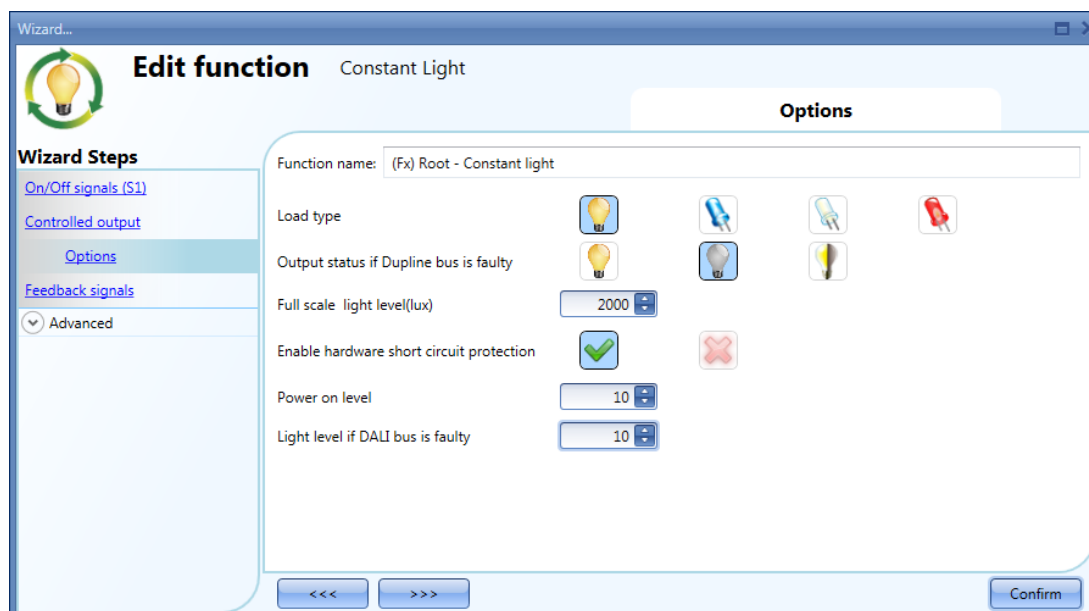 Wizard...
Edit function Constant Light
Options
Wizard Steps
On/Off signals (S1)
Controlled output
Options
Feedback signals
Advanced
Function name: (Fx) Root - Constant light
Load type
Output status if Dupline bus is faulty
Full scale light level(lux) 2000
Enable hardware short circuit protection
Power on level 10
Light level if DALI bus is faulty 10
<<< >>> Confirm